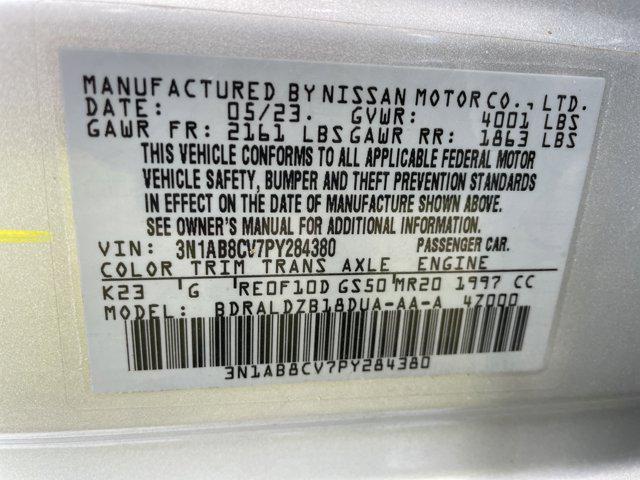 MANUFACTURED BY NISSAN MOTOR CO., LTD.
DATE: 05/23. GVWR: 4001 LBS
GAWR FR: 2161 LBS GAWR RR: 1863 LBS
THIS VEHICLE CONFORMS TO ALL APPLICABLE FEDERAL MOTOR
VEHICLE SAFETY, BUMPER AND THEFT PREVENTION STANDARDS
IN EFFECT ON THE DATE OF MANUFACTURE SHOWN ABOVE.
SEE OWNER'S MANUAL FOR ADDITIONAL INFORMATION.
VIN: 3N1AB8CV7PY284380 PASSENGER CAR.
COLOR TRIM TRANS AXLE ENGINE
K23 G RE0F10D GS50 MR20 1997 CC
MODEL: BDRALDZB18DUA-AA-A 4Z000
3N1AB8CV7PY284380